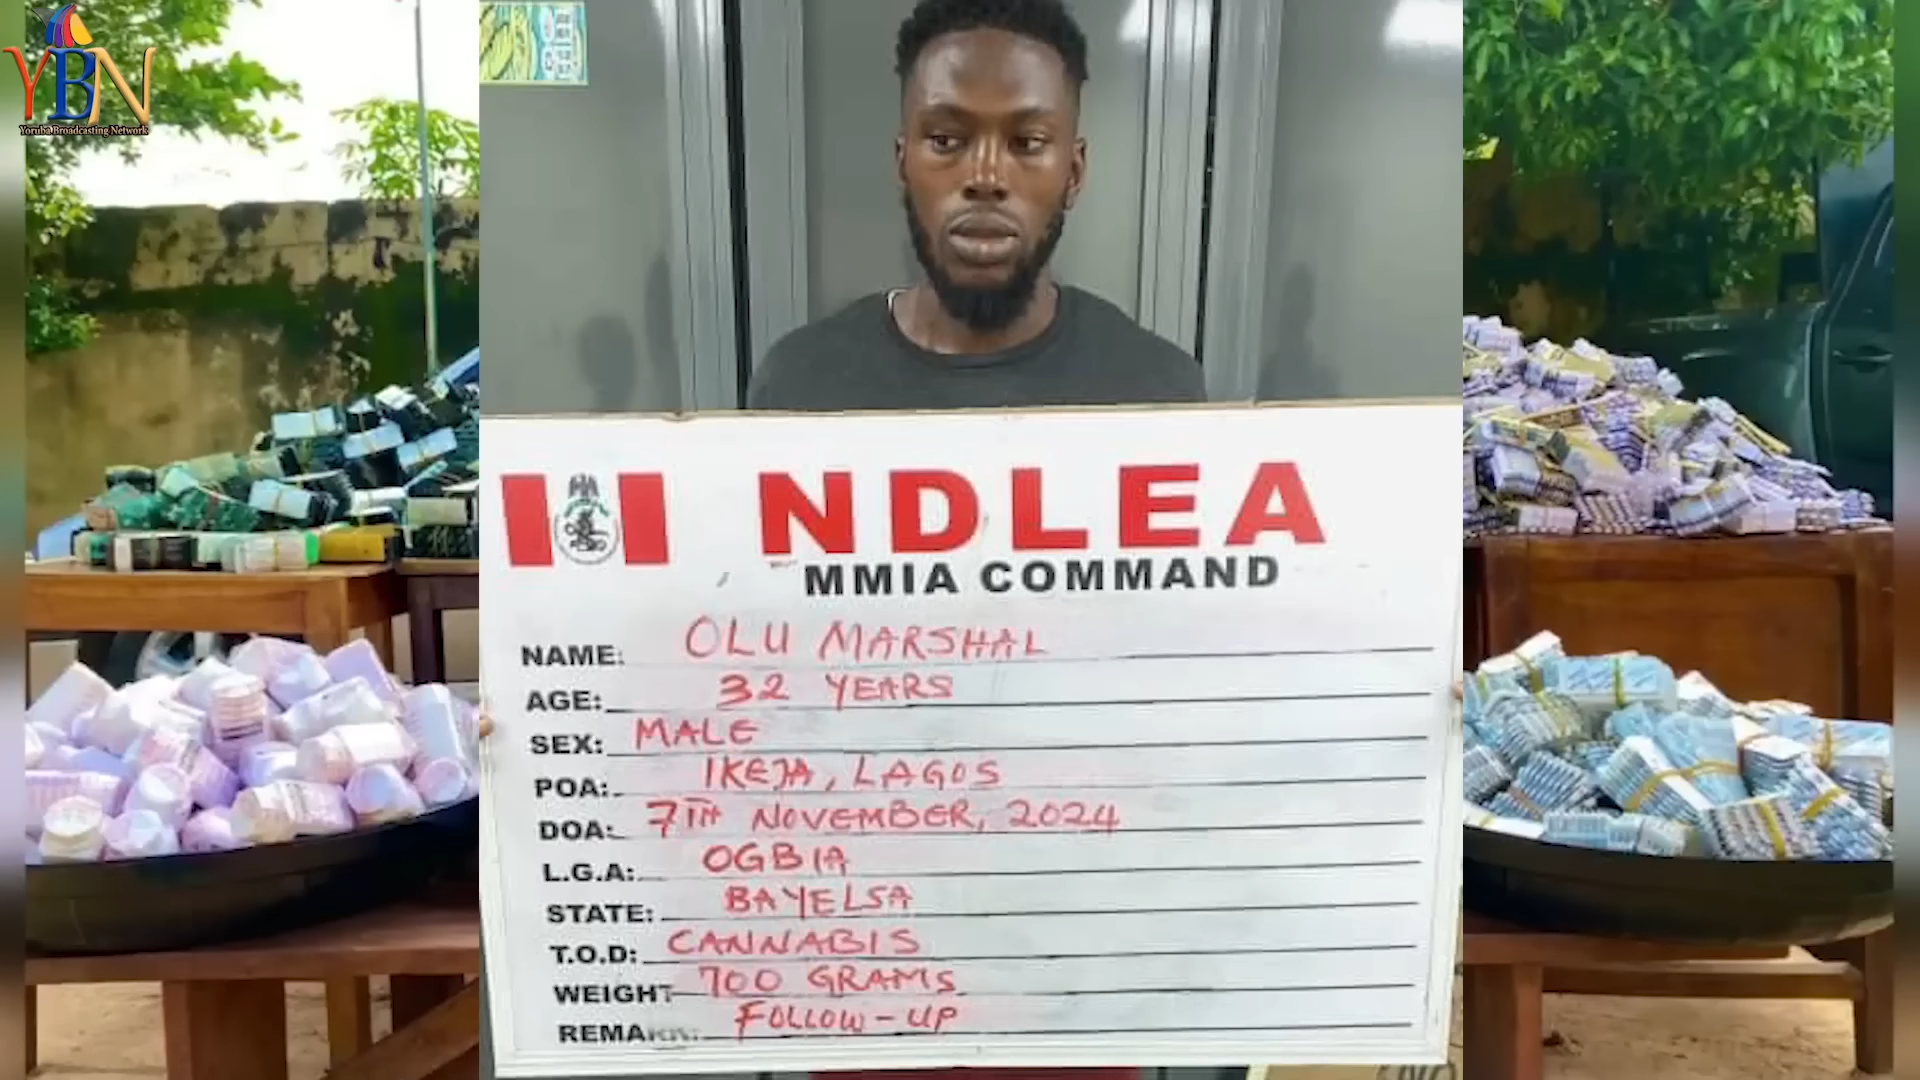 YBN
Yoruba Broadcasting Network
NDLEA
MMIA COMMAND
NAME: OLU MARSHAL
AGE: 32 YEARS
SEX: MALE
POA: IKEJA, LAGOS
DOA: 7TH NOVEMBER, 2024
L.G.A: OGBIA
STATE: BAYELSA
T.O.D: CANNABIS
WEIGHT 700 GRAMS
FOLLOW-UP